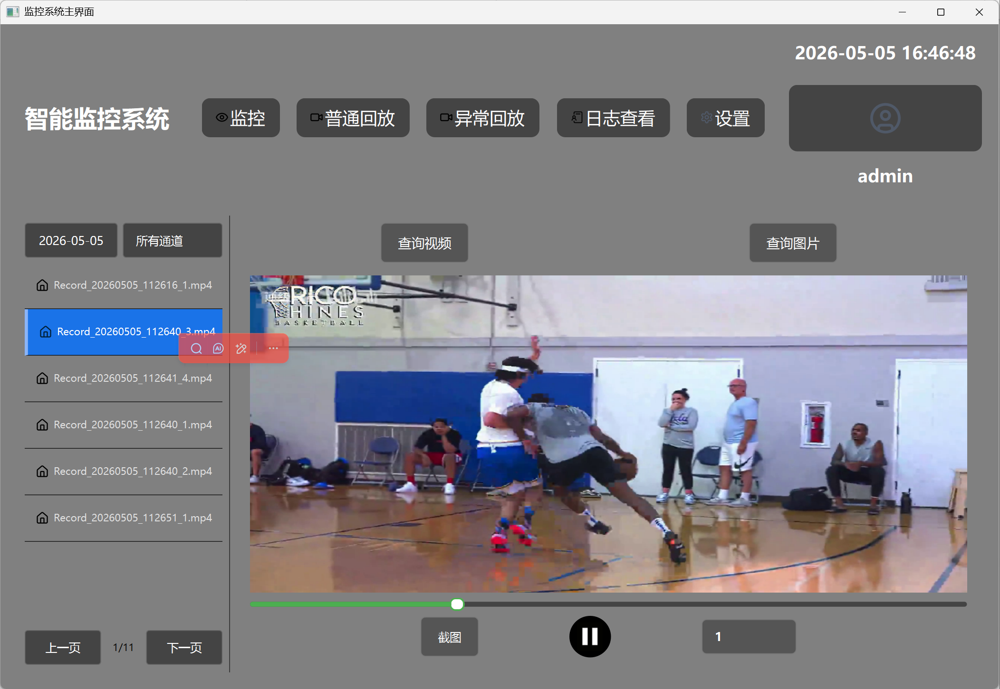 监控系统主界面
2026-05-05 16:46:48
智能监控系统
监控
普通回放
异常回放
日志查看
设置
admin
2026-05-05
所有通道
查询视频
查询图片
Record_20260505_112616_1.mp4
Record_20260505_112640_3.mp4
AI
Record_20260505_112641_4.mp4
Record_20260505_112640_1.mp4
Record_20260505_112640_2.mp4
Record_20260505_112651_1.mp4
RICO
HINES
BASKETBALL
截图
1
上一页
1/11
下一页